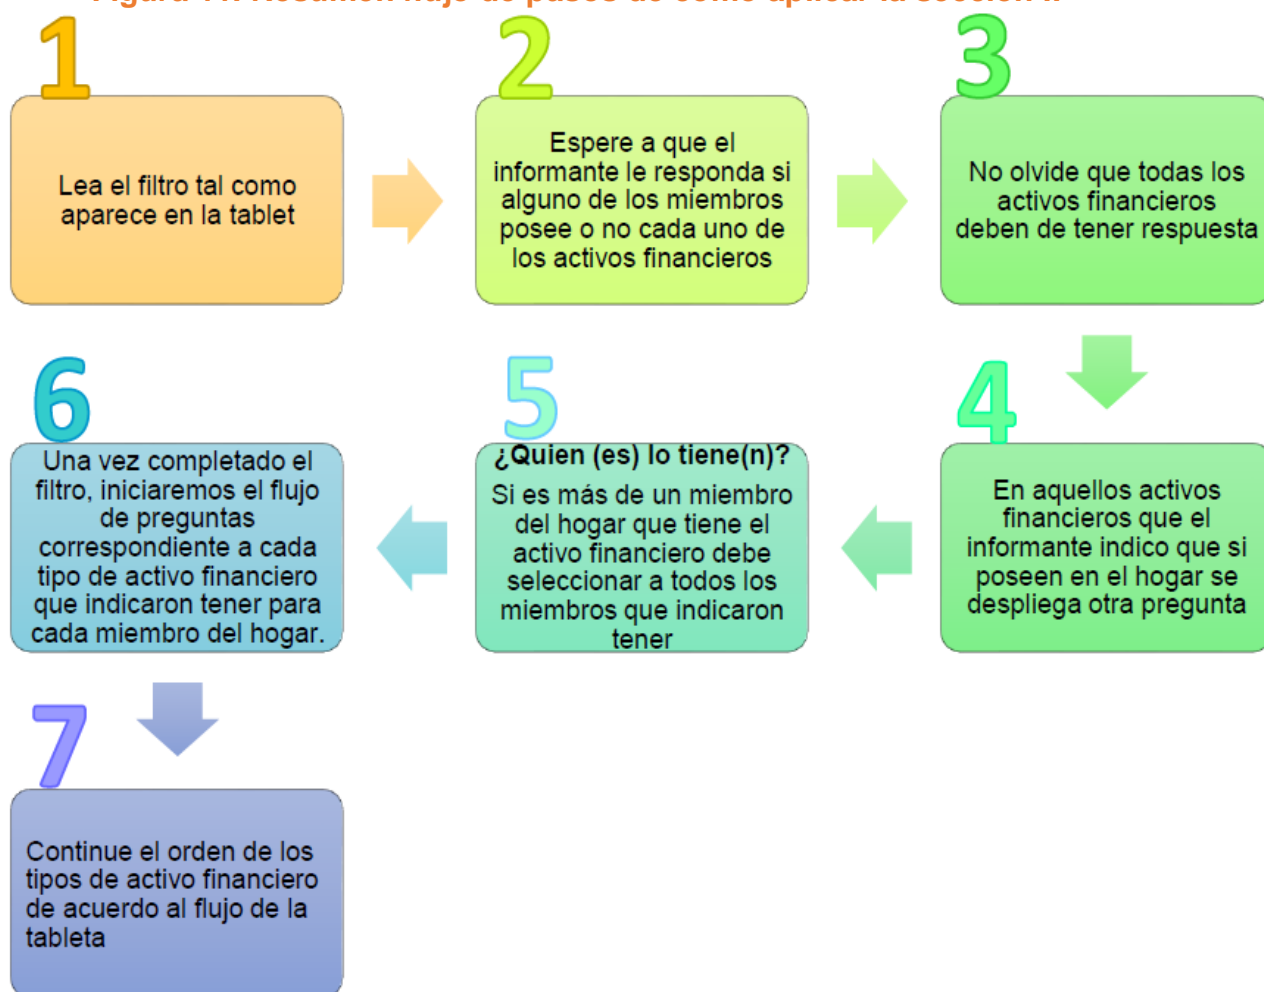 1
Lea el filtro tal como
aparece en la tablet
2
Espere a que el
informante le responda si
alguno de los miembros
posee o no cada uno de
los activos financieros
3
No olvide que todas los
activos financieros
deben de tener respuesta
4
En aquellos activos
financieros que el
informante indico que si
poseen en el hogar se
despliega otra pregunta
5
¿Quien (es) lo tiene(n)?
Si es más de un miembro
del hogar que tiene el
activo financiero debe
seleccionar a todos los
miembros que indicaron
tener
6
Una vez completado el
filtro, iniciaremos el flujo
de preguntas
correspondiente a cada
tipo de activo financiero
que indicaron tener para
cada miembro del hogar.
7
Continue el orden de los
tipos de activo financiero
de acuerdo al flujo de la
tableta